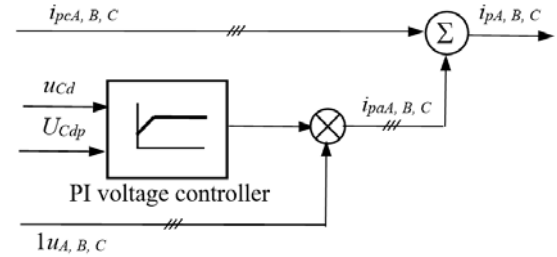 ipcA, B, C
ipA, B, C
Σ
uCd
UCdp
ipaA, B, C
PI voltage controller
1uA, B, C